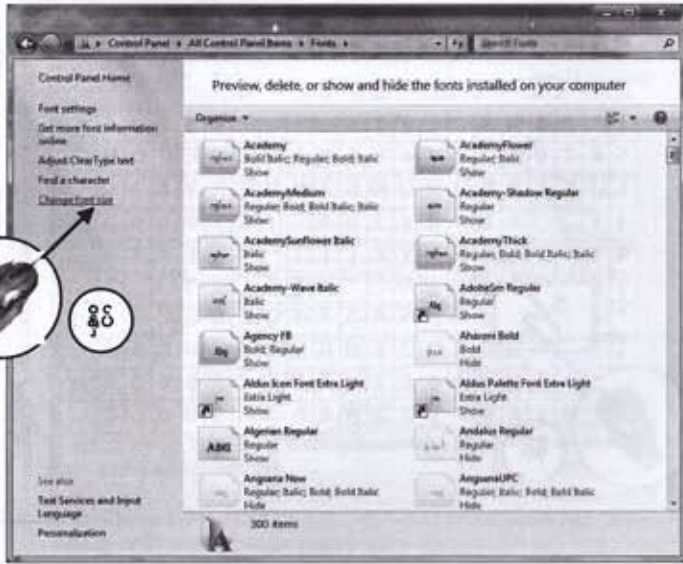 Control Panel ▸ All Control Panel Items ▸ Fonts ▸
Search Fonts
Control Panel Home
Font settings
Get more font information
online
Adjust ClearType text
Find a character
Change font size
နှိပ်
See also
Text Services and Input
Language
Personalization
Preview, delete, or show and hide the fonts installed on your computer
Organize
Academy
Bold Italic; Regular; Bold; Italic
Show
AcademyFlower
Regular; Italic
Show
AcademyMedium
Regular; Bold; Bold Italic; Italic
Show
Academy-Shadow Regular
Regular
Show
AcademySunflower Italic
Italic
Show
AcademyThick
Regular; Bold; Bold Italic; Italic
Show
Academy-Wave Italic
Italic
Show
AdobeSm Regular
Regular
Show
Agency FB
Bold; Regular
Show
Aharoni Bold
Bold
Hide
Aldus Icon Font Extra Light
Extra Light
Show
Aldus Palette Font Extra Light
Extra Light
Show
Algerian Regular
Regular
Show
Andalus Regular
Regular
Hide
Angsana New
Regular; Italic; Bold; Bold Italic
Hide
AngsanaUPC
Regular; Italic; Bold; Bold Italic
Hide
300 items